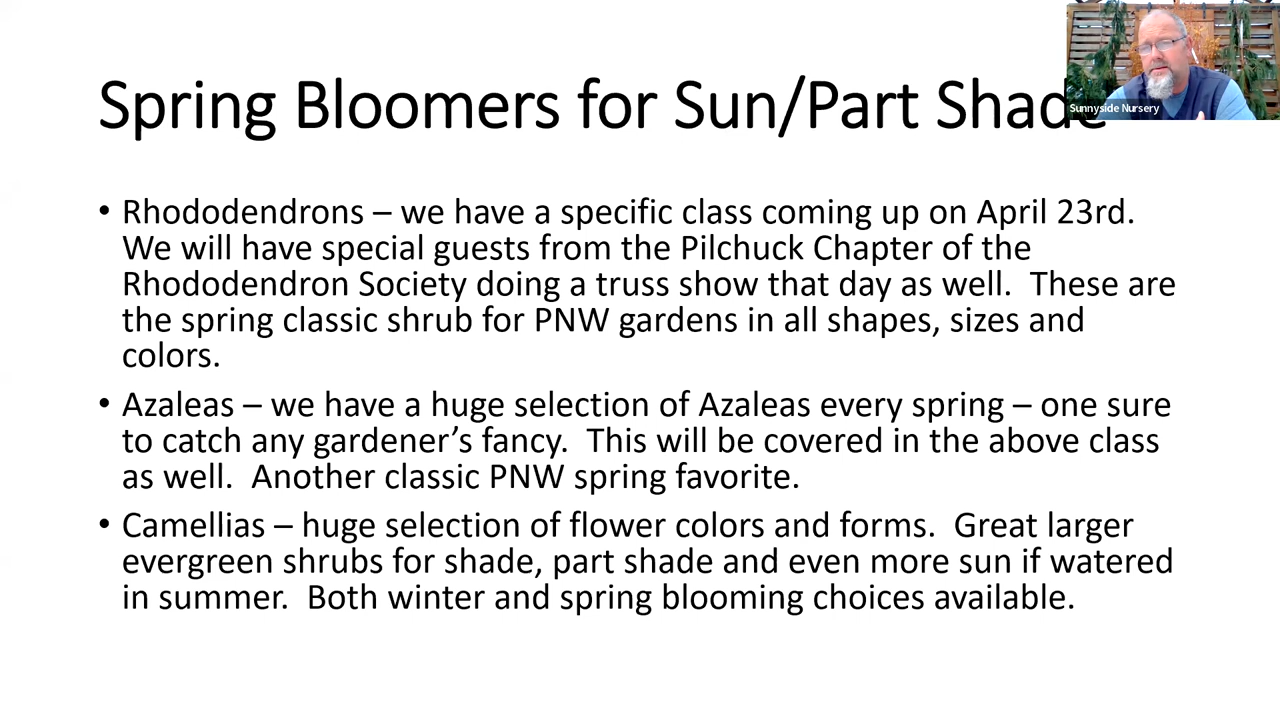 Spring Bloomers for Sun/Part Shade
Sunnyside Nursery
• Rhododendrons – we have a specific class coming up on April 23rd.
We will have special guests from the Pilchuck Chapter of the
Rhododendron Society doing a truss show that day as well.  These are
the spring classic shrub for PNW gardens in all shapes, sizes and
colors.
• Azaleas – we have a huge selection of Azaleas every spring – one sure
to catch any gardener’s fancy.  This will be covered in the above class
as well.  Another classic PNW spring favorite.
• Camellias – huge selection of flower colors and forms.  Great larger
evergreen shrubs for shade, part shade and even more sun if watered
in summer.  Both winter and spring blooming choices available.